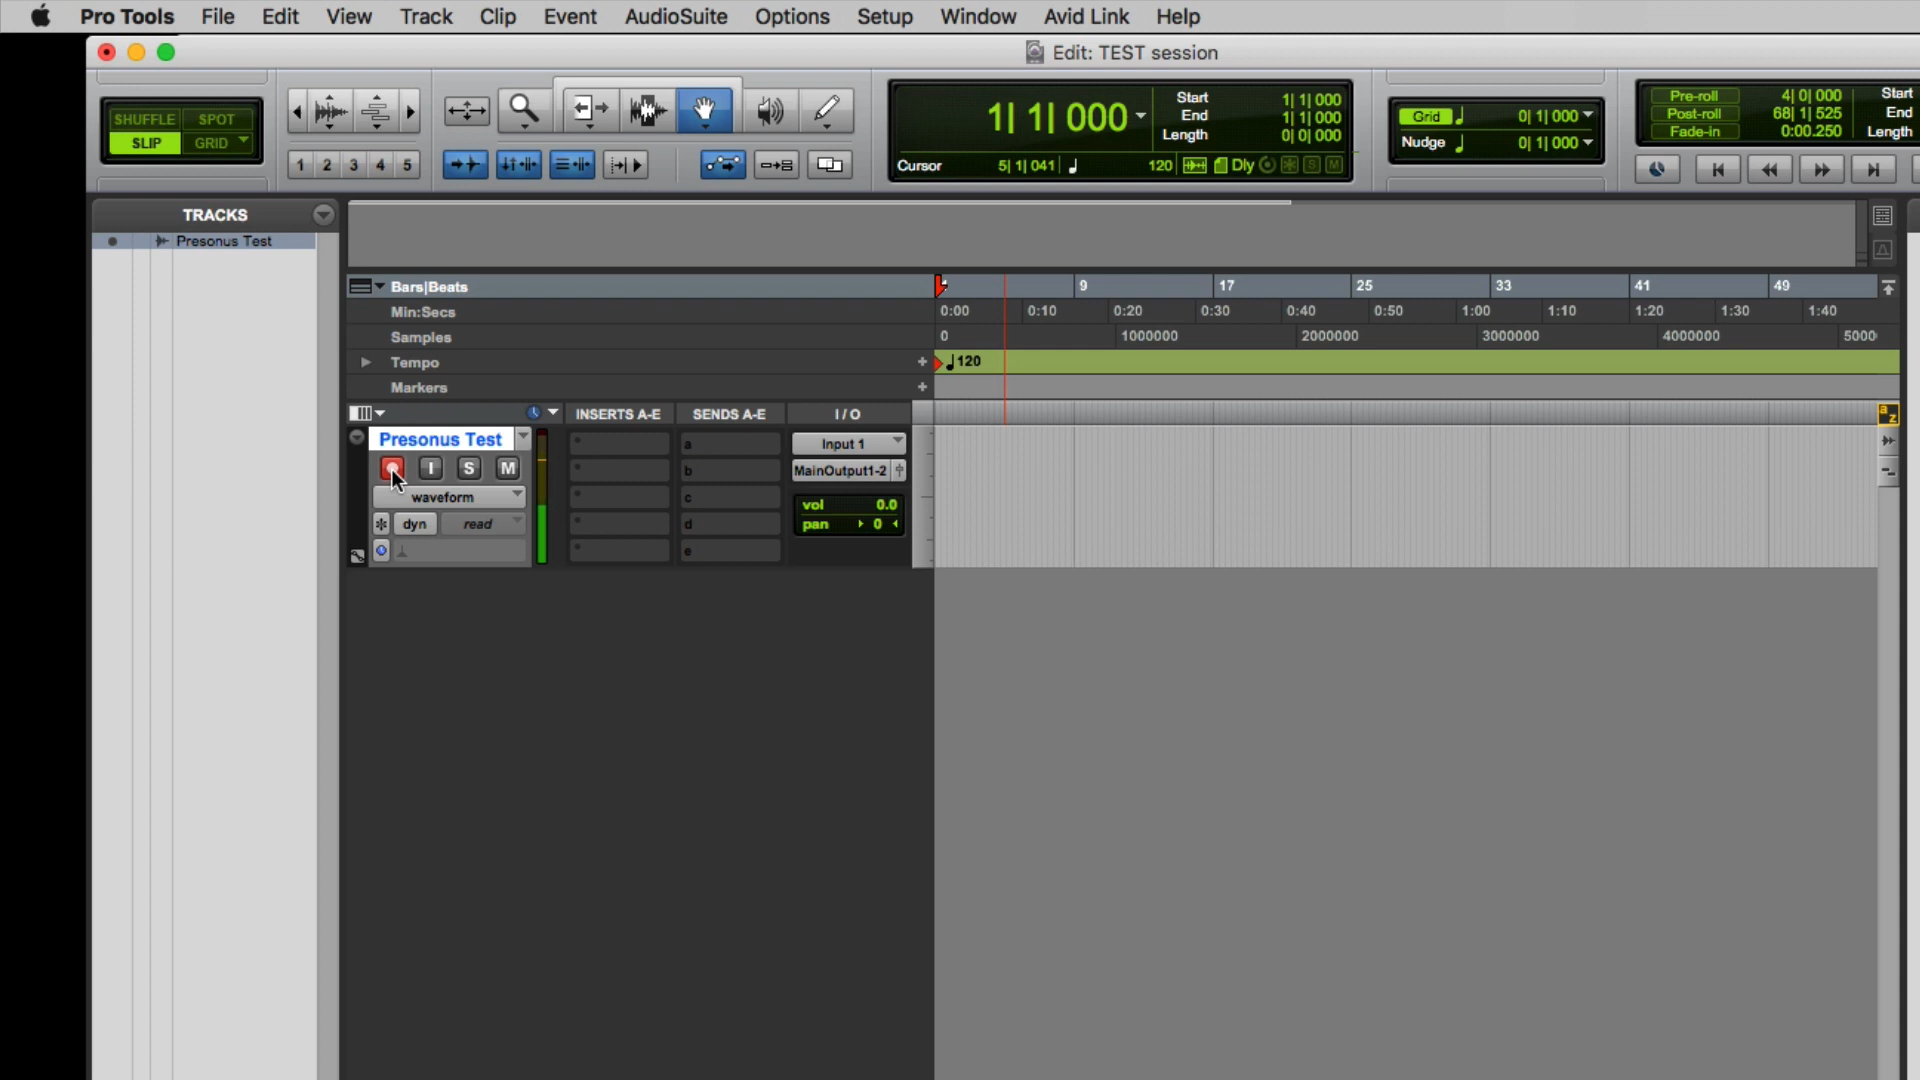 Pro Tools File Edit View Track Clip Event AudioSuite Options Setup Window Avid Link Help
Edit: TEST session
SHUFFLE SPOT
SLIP GRID
1 2 3 4 5
1| 1| 000
Start 1| 1| 000
End 1| 1| 000
Length 0| 0| 000
Cursor 5| 1| 041 120 Dly S M
Grid 0| 1| 000
Nudge 0| 1| 000
Pre-roll 4| 0| 000 Start
Post-roll 68| 1| 525 End
Fade-in 0:00.250 Length
TRACKS
Presonus Test
Bars|Beats 9 17 25 33 41 49
Min:Secs 0:00 0:10 0:20 0:30 0:40 0:50 1:00 1:10 1:20 1:30 1:40
Samples 0 1000000 2000000 3000000 4000000 5000
Tempo + 120
Markers +
INSERTS A-E SENDS A-E I / O
a z
Presonus Test a Input 1
I S M b MainOutput1-2
waveform c vol 0.0
dyn read d pan 0
e